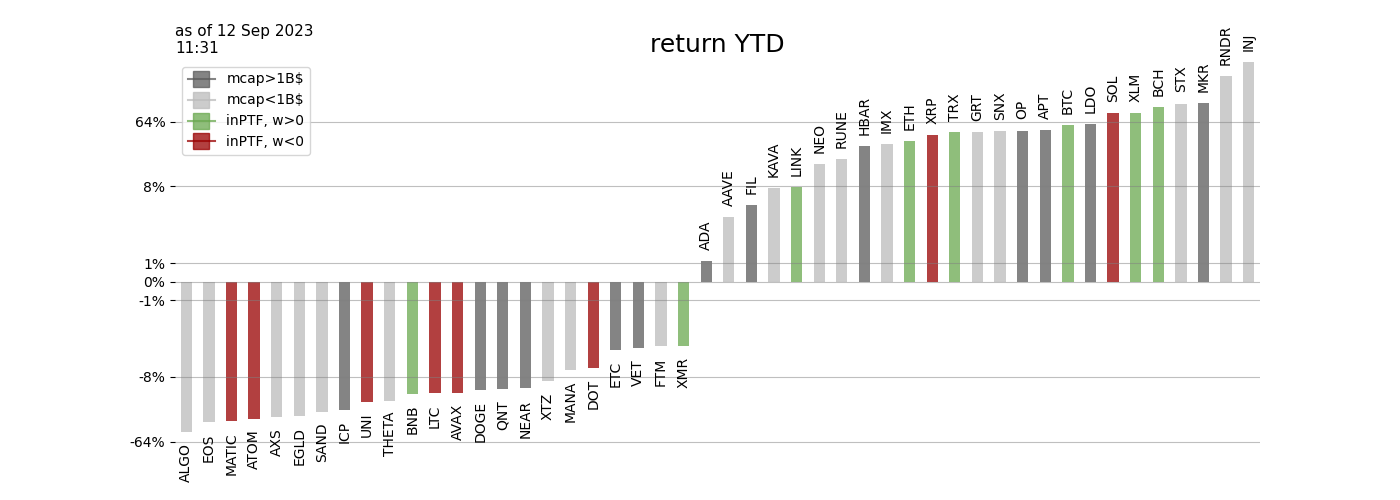 as of 12 Sep 2023
11:31
return YTD
mcap>1B$
mcap<1B$
inPTF, w>0
inPTF, w<0
64%
8%
1%
0%
-1%
-8%
-64%
ALGO
EOS
MATIC
ATOM
AXS
EGLD
SAND
ICP
UNI
THETA
BNB
LTC
AVAX
DOGE
QNT
NEAR
XTZ
MANA
DOT
ETC
VET
FTM
XMR
ADA
AAVE
FIL
KAVA
LINK
NEO
RUNE
HBAR
IMX
ETH
XRP
TRX
GRT
SNX
OP
APT
BTC
LDO
SOL
XLM
BCH
STX
MKR
RNDR
INJ